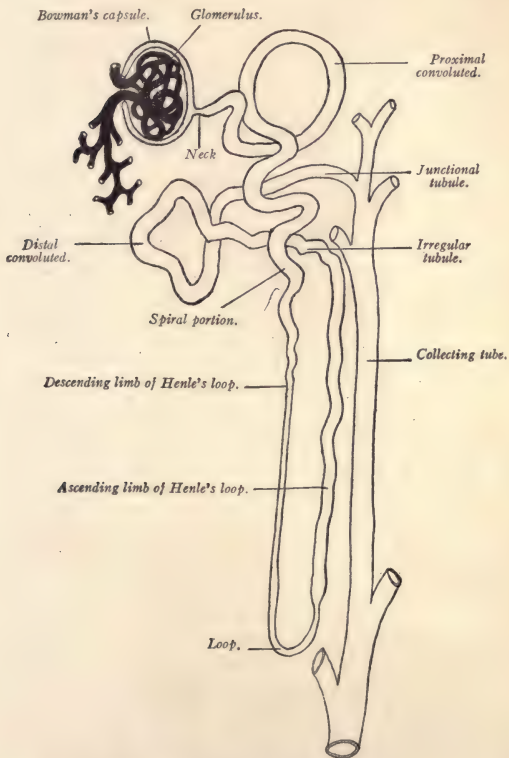 Bowman's capsule.
Glomerulus.
Proximal
convoluted.
Neck
Junctional
tubule.
Distal
convoluted.
Irregular
tubule.
Spiral portion.
Collecting tube.
Descending limb of Henle's loop.
Ascending limb of Henle's loop.
Loop.